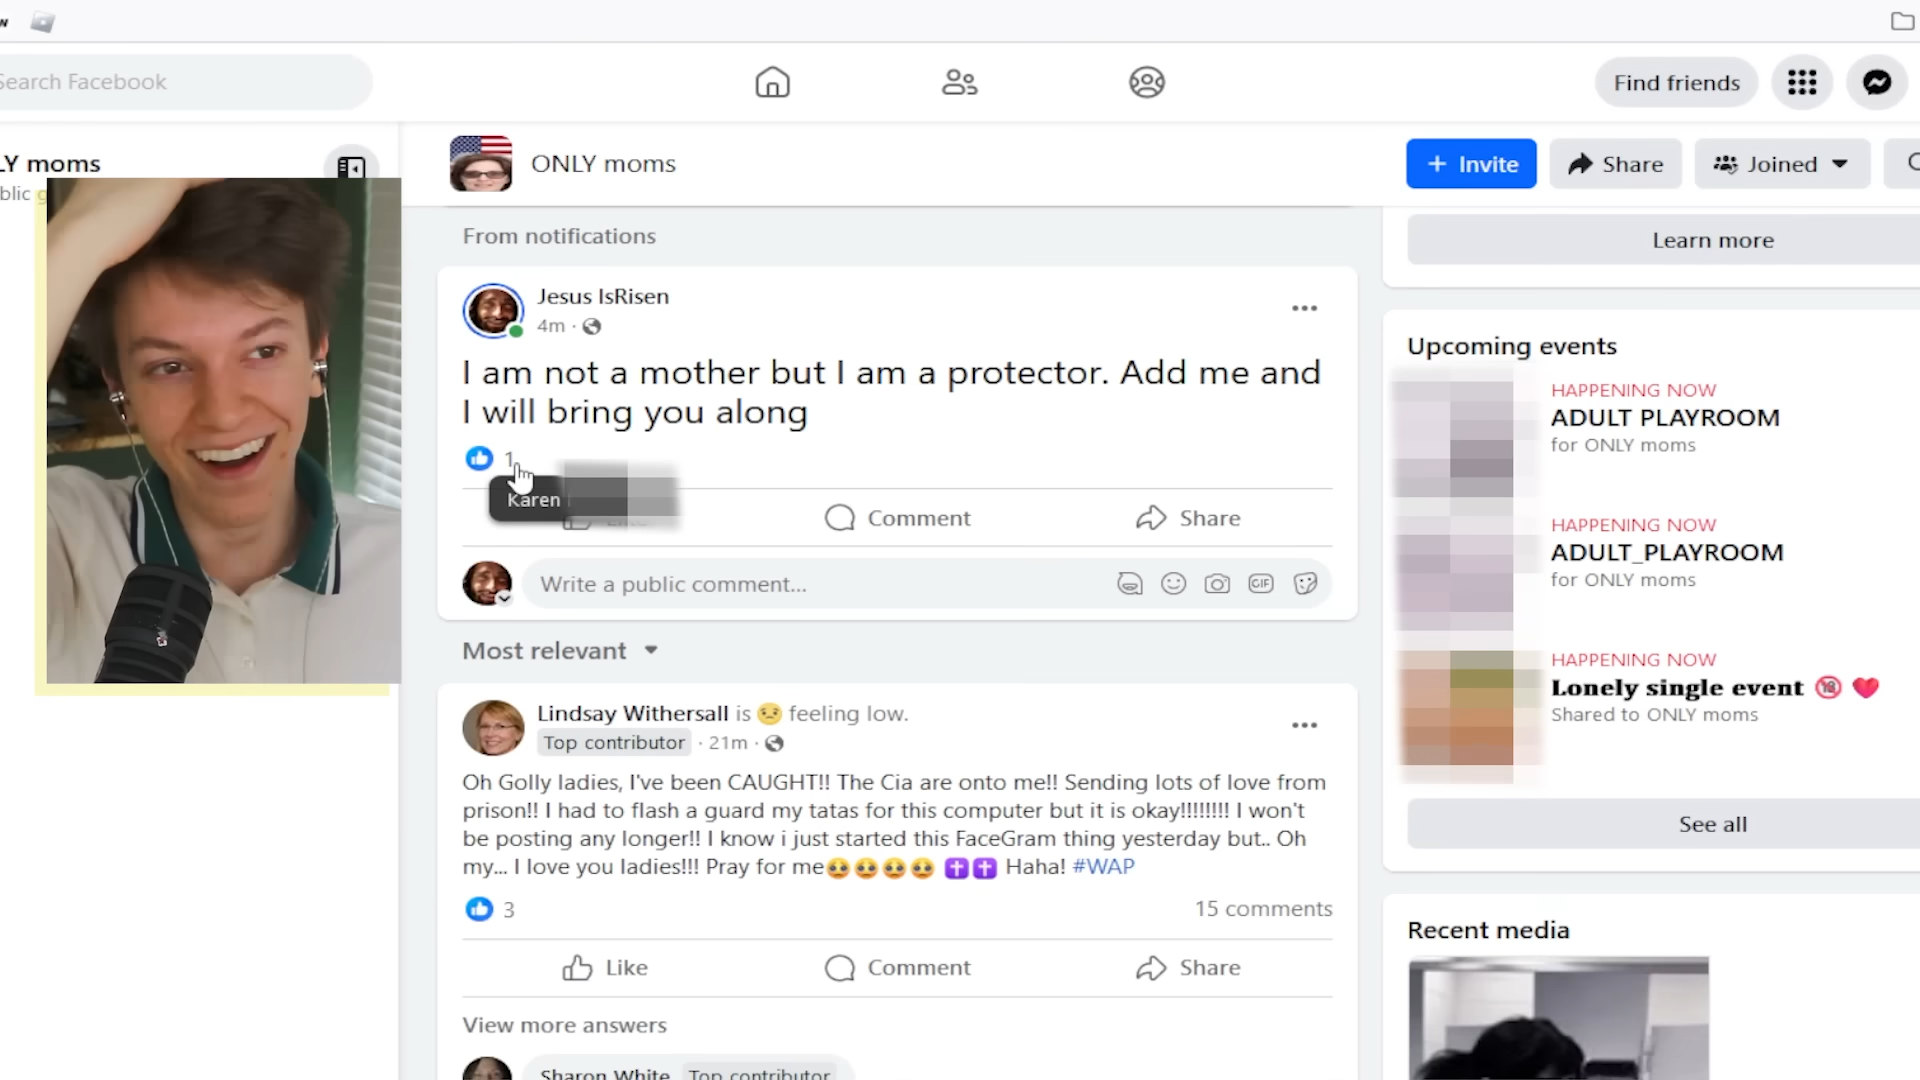 Search Facebook
Find friends
LY moms
ONLY moms
Invite
Share
Joined
From notifications
Learn more
Jesus IsRisen
4m ·
I am not a mother but I am a protector. Add me and
I will bring you along
1
Karen
Comment
Share
Write a public comment...
GIF
Upcoming events
HAPPENING NOW
ADULT PLAYROOM
for ONLY moms
HAPPENING NOW
ADULT_PLAYROOM
for ONLY moms
HAPPENING NOW
Lonely single event 🔞 ❤️
Shared to ONLY moms
See all
Most relevant
Lindsay Withersall is 😟 feeling low.
Top contributor · 21m ·
Oh Golly ladies, I've been CAUGHT!! The Cia are onto me!! Sending lots of love from
prison!! I had to flash a guard my tatas for this computer but it is okay!!!!!!!! I won't
be posting any longer!! I know i just started this FaceGram thing yesterday but.. Oh
my... I love you ladies!!! Pray for me🥺🥺🥺🥺 ✝️✝️ Haha! #WAP
3
15 comments
Like
Comment
Share
View more answers
Sharon White Top contributor
Recent media